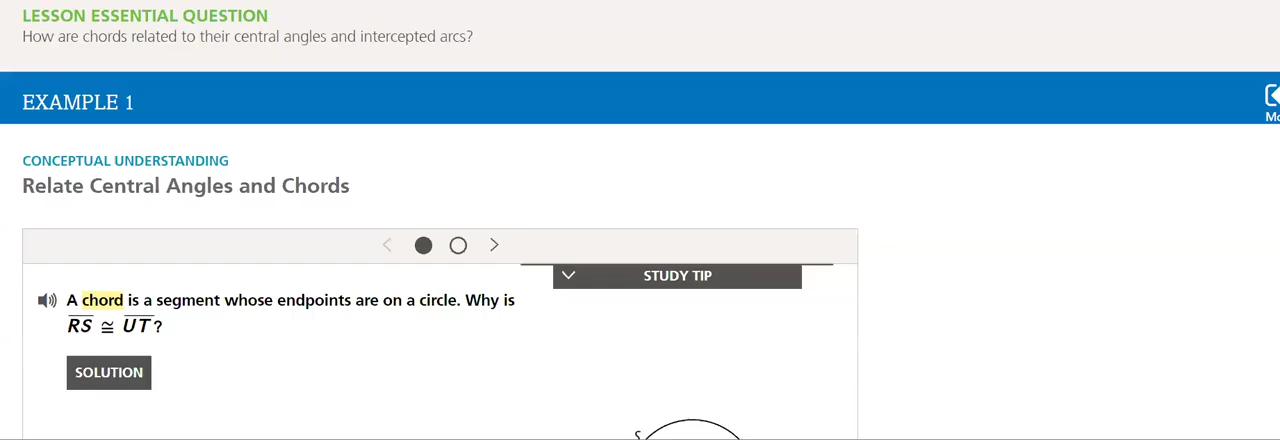 LESSON ESSENTIAL QUESTION
How are chords related to their central angles and intercepted arcs?
EXAMPLE 1
CONCEPTUAL UNDERSTANDING
Relate Central Angles and Chords
STUDY TIP
A chord is a segment whose endpoints are on a circle. Why is
RS ≅ UT?
SOLUTION